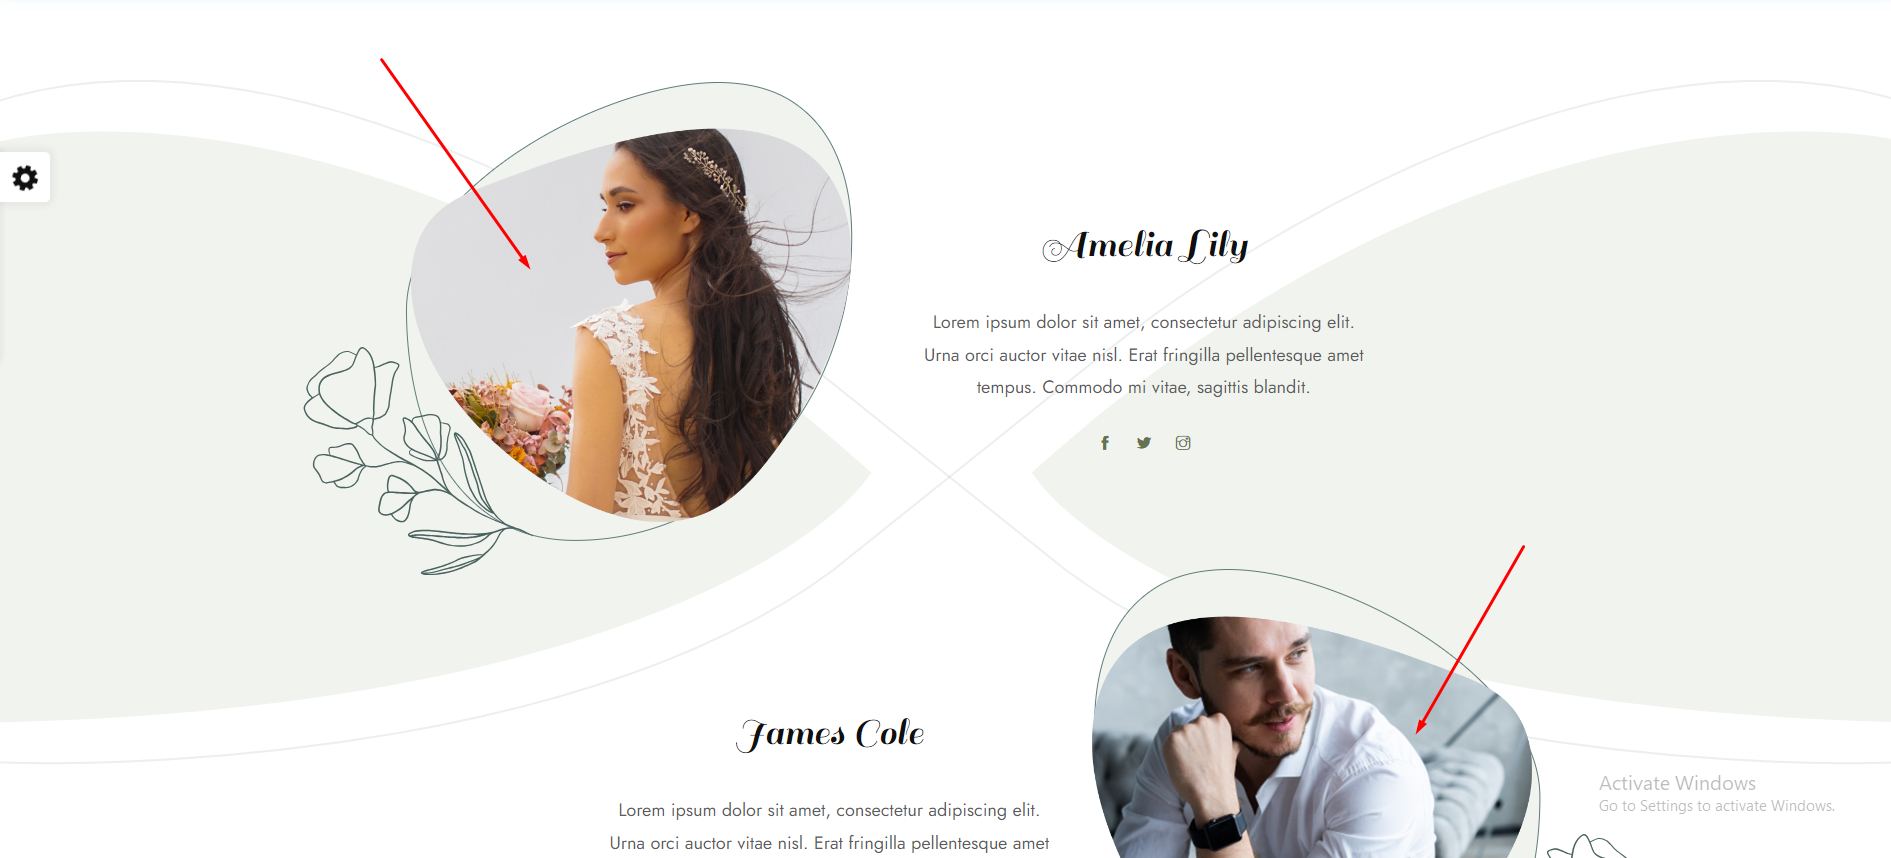 Amelia Lily
Lorem ipsum dolor sit amet, consectetur adipiscing elit.
Urna orci auctor vitae nisl. Erat fringilla pellentesque amet
tempus. Commodo mi vitae, sagittis blandit.
James Cole
Lorem ipsum dolor sit amet, consectetur adipiscing elit.
Urna orci auctor vitae nisl. Erat fringilla pellentesque amet
Activate Windows
Go to Settings to activate Windows.